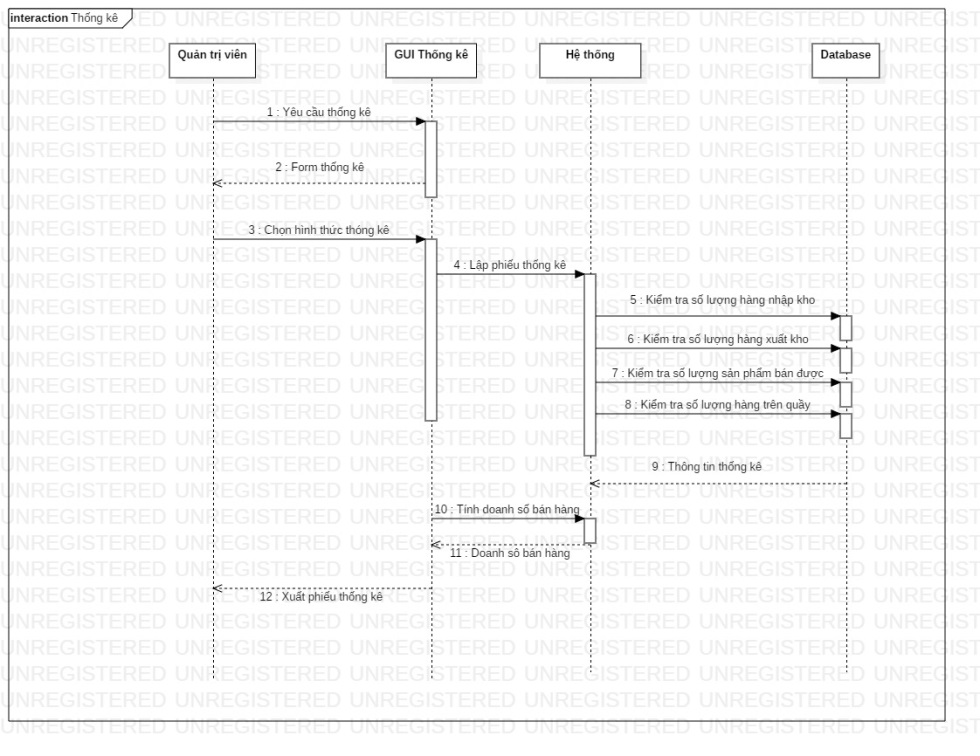 interaction Thống kê
Quản trị viên
GUI Thống kê
Hệ thống
Database
1 : Yêu cầu thống kê
2 : Form thống kê
3 : Chọn hình thức thóng kê
4 : Lập phiếu thống kê
5 : Kiểm tra số lượng hàng nhập kho
6 : Kiểm tra số lượng hàng xuất kho
7 : Kiểm tra số lượng sản phẩm bán được
8 : Kiểm tra số lượng hàng trên quầy
9 : Thông tin thống kê
10 : Tính doanh số bán hàng
11 : Doanh số bán hàng
12 : Xuất phiếu thống kê
UNREGISTERED